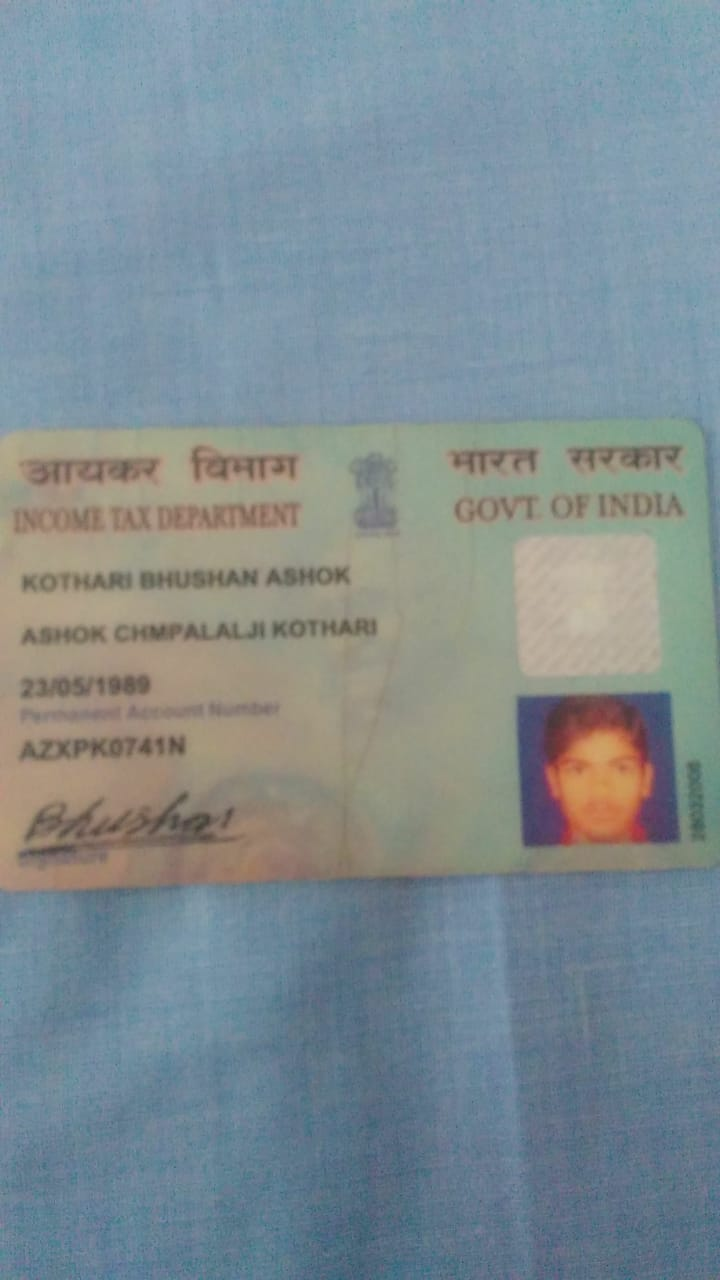 आयकर विभाग
भारत सरकार
INCOME TAX DEPARTMENT
GOVT. OF INDIA
KOTHARI BHUSHAN ASHOK
ASHOK CHMPALALJI KOTHARI
23/05/1989
Permanent Account Number
AZXPK0741N
Bhushan
Signature